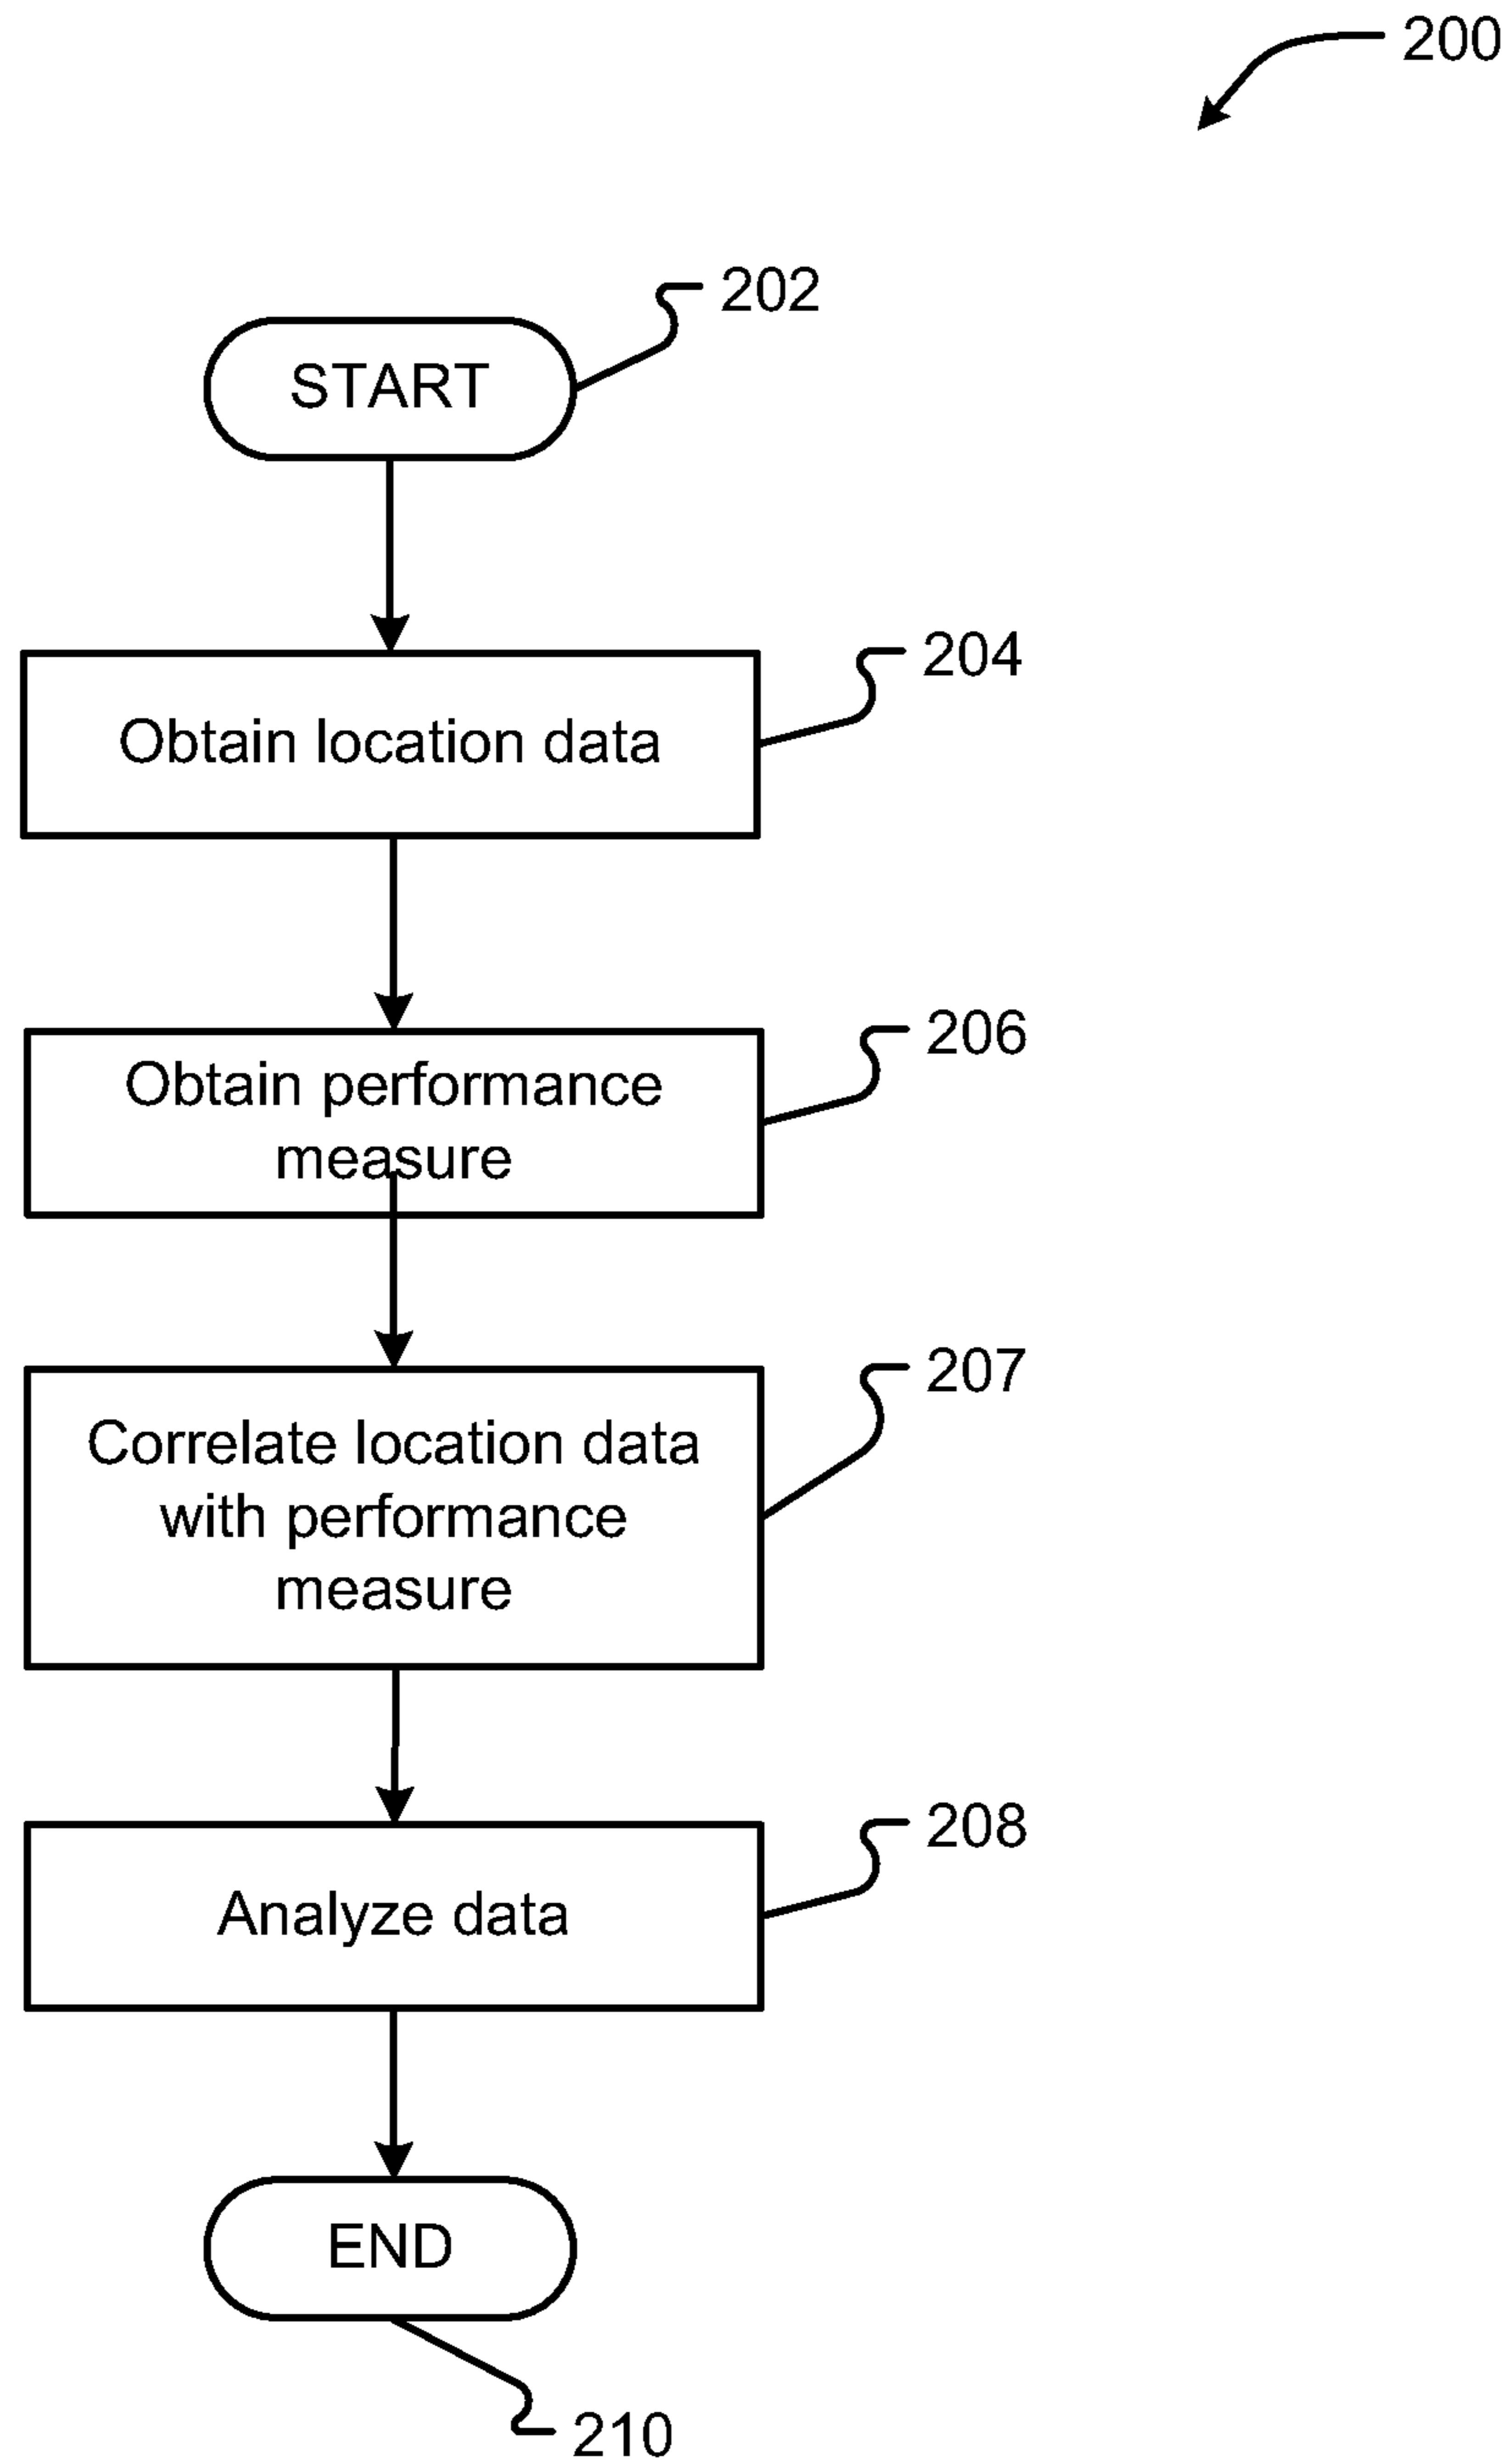 200
202
START
204
Obtain location data
206
Obtain performance
measure
207
Correlate location data
with performance
measure
208
Analyze data
END
210